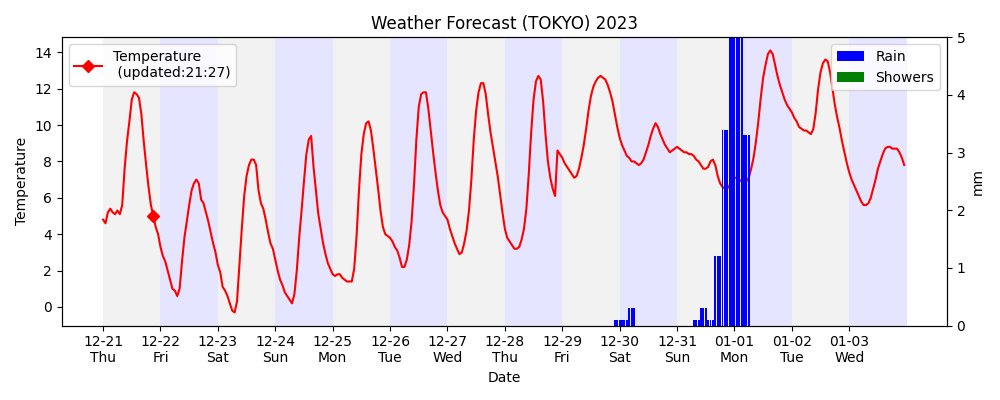 Weather Forecast (TOKYO) 2023
Temperature
(updated:21:27)
Rain
Showers
Temperature
14
12
10
8
6
4
2
0
5
4
3
2
1
0
mm
12-21 12-22 12-23 12-24 12-25 12-26 12-27 12-28 12-29 12-30 12-31 01-01 01-02 01-03
Thu Fri Sat Sun Mon Tue Wed Thu Fri Sat Sun Mon Tue Wed
Date